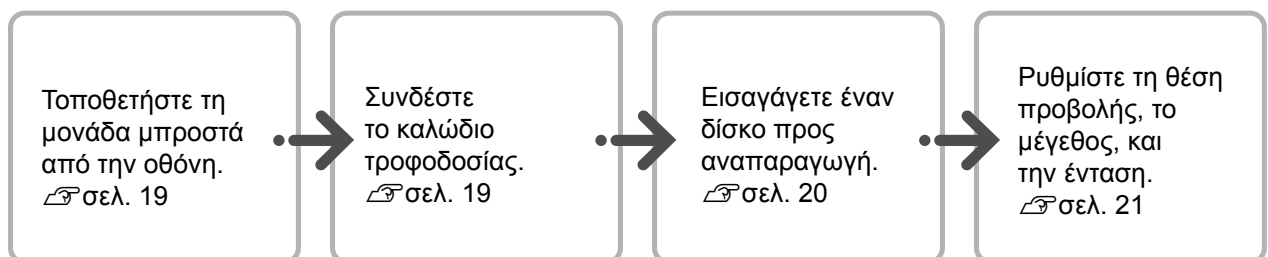 Τοποθετήστε τη
μονάδα μπροστά
από την οθόνη.
σελ. 19
Συνδέστε
το καλώδιο
τροφοδοσίας.
σελ. 19
Εισαγάγετε έναν
δίσκο προς
αναπαραγωγή.
σελ. 20
Ρυθμίστε τη θέση
προβολής, το
μέγεθος, και
την ένταση.
σελ. 21